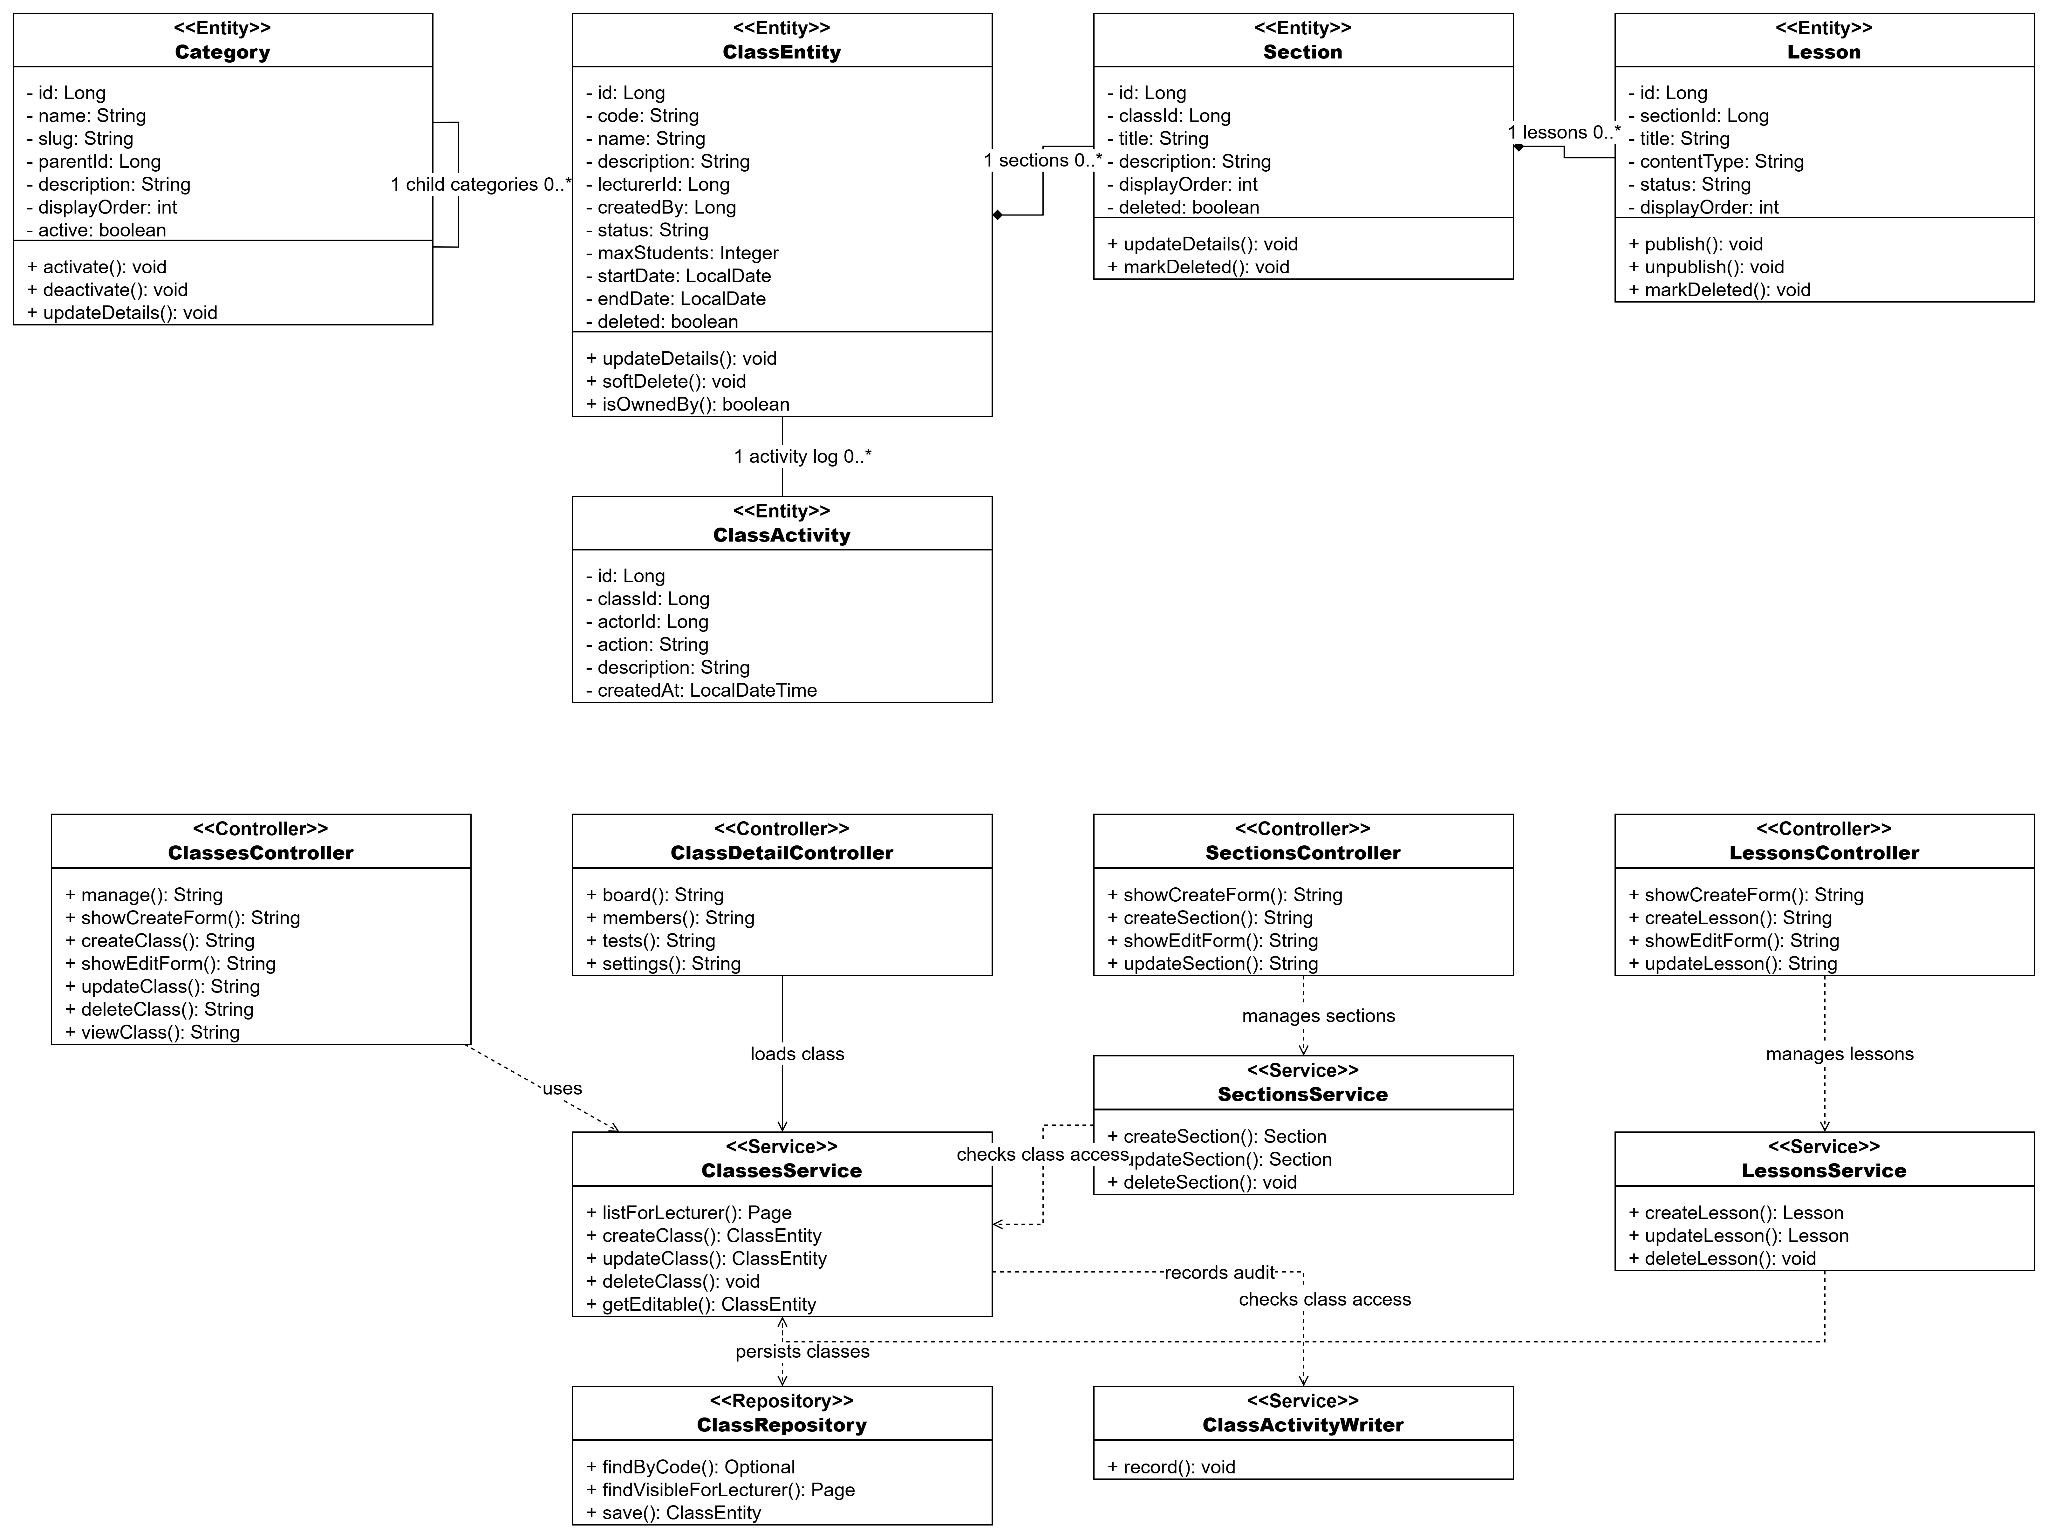 <<Entity>>
Category
- id: Long
- name: String
- slug: String
- parentId: Long
- description: String
- displayOrder: int
- active: boolean
+ activate(): void
+ deactivate(): void
+ updateDetails(): void
1 child categories 0..*
<<Entity>>
ClassEntity
- id: Long
- code: String
- name: String
- description: String
- lecturerId: Long
- createdBy: Long
- status: String
- maxStudents: Integer
- startDate: LocalDate
- endDate: LocalDate
- deleted: boolean
+ updateDetails(): void
+ softDelete(): void
+ isOwnedBy(): boolean
1 sections 0..*
<<Entity>>
Section
- id: Long
- classId: Long
- title: String
- description: String
- displayOrder: int
- deleted: boolean
+ updateDetails(): void
+ markDeleted(): void
1 lessons 0..*
<<Entity>>
Lesson
- id: Long
- sectionId: Long
- title: String
- contentType: String
- status: String
- displayOrder: int
+ publish(): void
+ unpublish(): void
+ markDeleted(): void
1 activity log 0..*
<<Entity>>
ClassActivity
- id: Long
- classId: Long
- actorId: Long
- action: String
- description: String
- createdAt: LocalDateTime
<<Controller>>
ClassesController
+ manage(): String
+ showCreateForm(): String
+ createClass(): String
+ showEditForm(): String
+ updateClass(): String
+ deleteClass(): String
+ viewClass(): String
<<Controller>>
ClassDetailController
+ board(): String
+ members(): String
+ tests(): String
+ settings(): String
<<Controller>>
SectionsController
+ showCreateForm(): String
+ createSection(): String
+ showEditForm(): String
+ updateSection(): String
<<Controller>>
LessonsController
+ showCreateForm(): String
+ createLesson(): String
+ showEditForm(): String
+ updateLesson(): String
uses
loads class
manages sections
manages lessons
<<Service>>
ClassesService
+ listForLecturer(): Page
+ createClass(): ClassEntity
+ updateClass(): ClassEntity
+ deleteClass(): void
+ getEditable(): ClassEntity
checks class access
<<Service>>
SectionsService
+ createSection(): Section
updateSection(): Section
+ deleteSection(): void
<<Service>>
LessonsService
+ createLesson(): Lesson
+ updateLesson(): Lesson
+ deleteLesson(): void
records audit
checks class access
persists classes
<<Repository>>
ClassRepository
+ findByCode(): Optional
+ findVisibleForLecturer(): Page
+ save(): ClassEntity
<<Service>>
ClassActivityWriter
+ record(): void